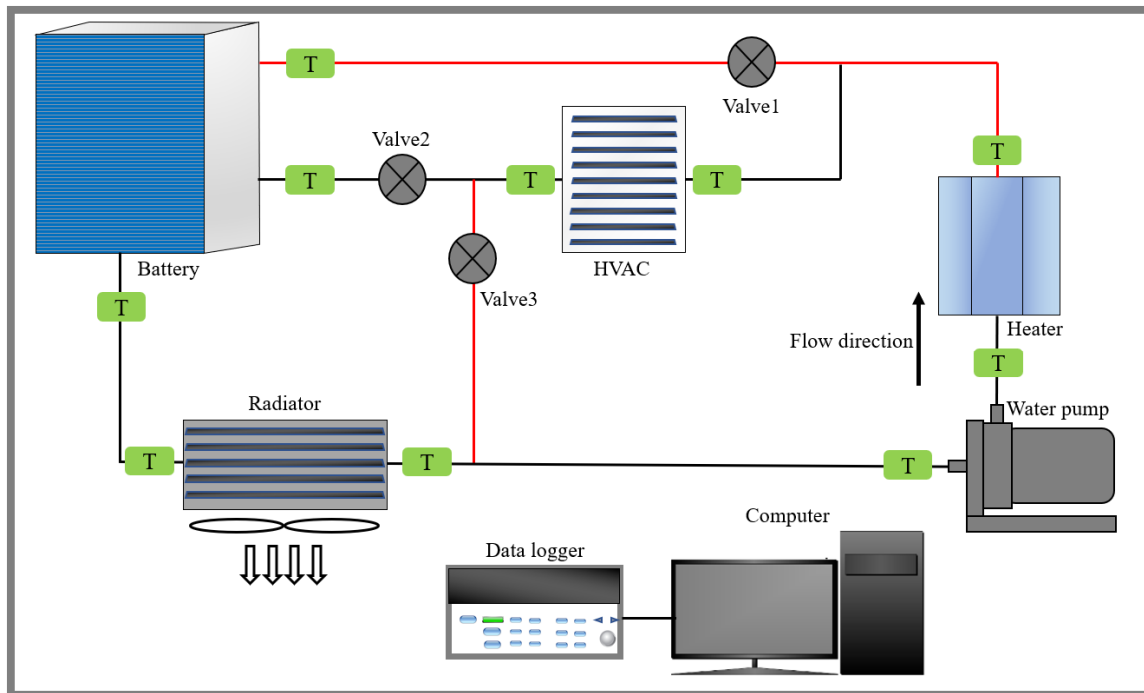 T
Valve1
Valve2
T
T
T
T
Battery
HVAC
Valve3
T
Heater
Flow direction
T
Radiator
Water pump
T
T
T
Computer
Data logger